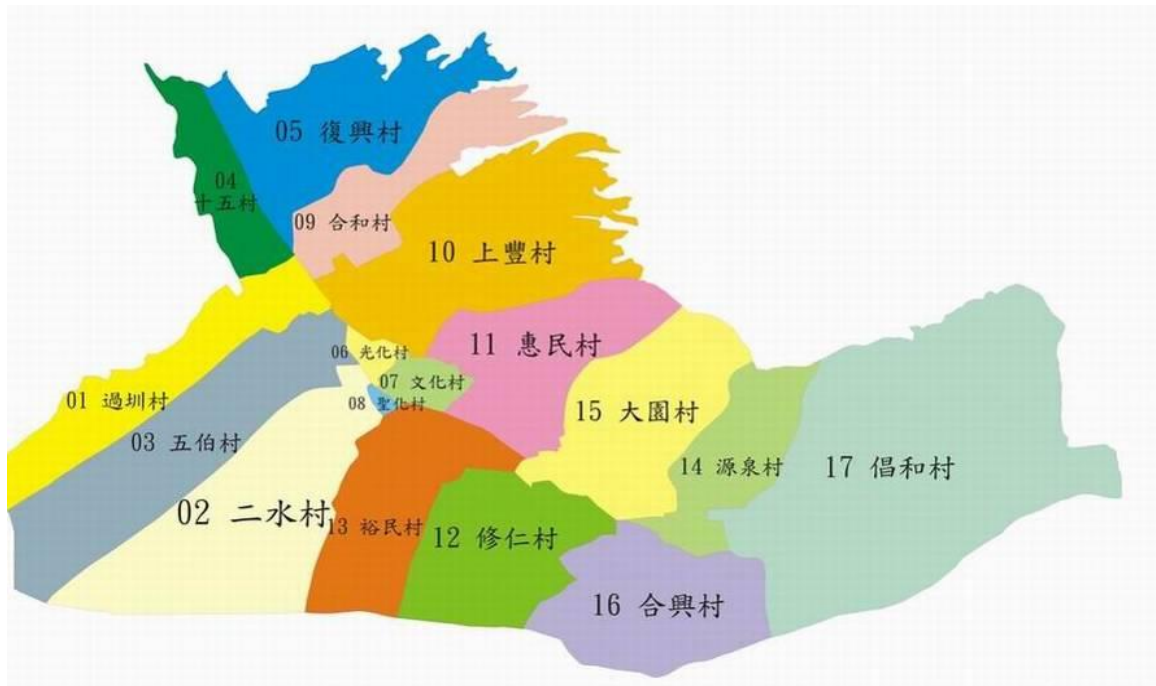 05 復興村
04
十五村
09 合和村
10 上豐村
11 惠民村
06 光化村
07 文化村
08 聖化村
01 過圳村
03 五伯村
02 二水村
15 大園村
14 源泉村
17 倡和村
13 裕民村
12 修仁村
16 合興村